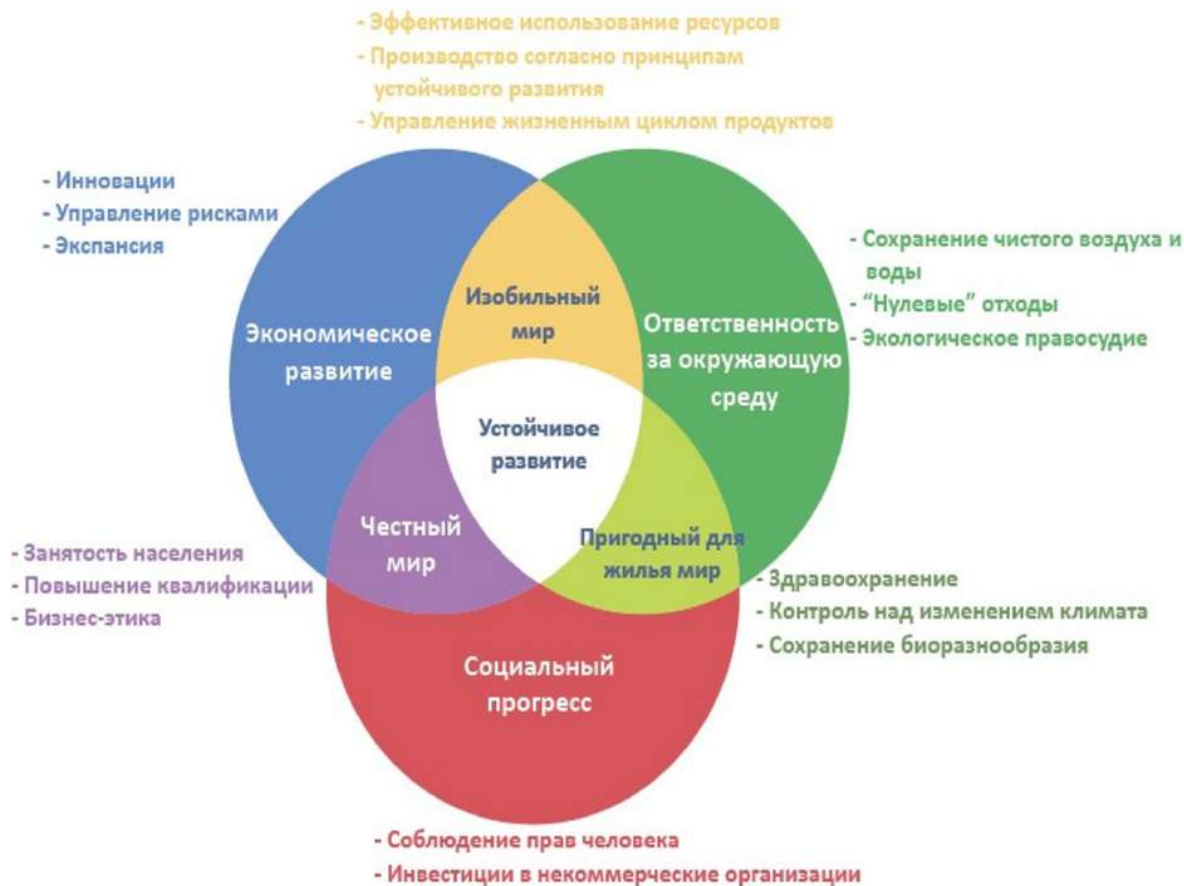 - Эффективное использование ресурсов
- Производство согласно принципам
устойчивого развития
- Управление жизненным циклом продуктов
- Инновации
- Управление рисками
- Экспансия
- Сохранение чистого воздуха и
воды
- “Нулевые” отходы
- Экологическое правосудие
Изобильный
мир
Экономическое
развитие
Ответственность
за окружающую
среду
Устойчивое
развитие
Честный
мир
Пригодный для
жилья мир
- Занятость населения
- Повышение квалификации
- Бизнес-этика
- Здравоохранение
- Контроль над изменением климата
- Сохранение биоразнообразия
Социальный
прогресс
- Соблюдение прав человека
- Инвестиции в некоммерческие организации